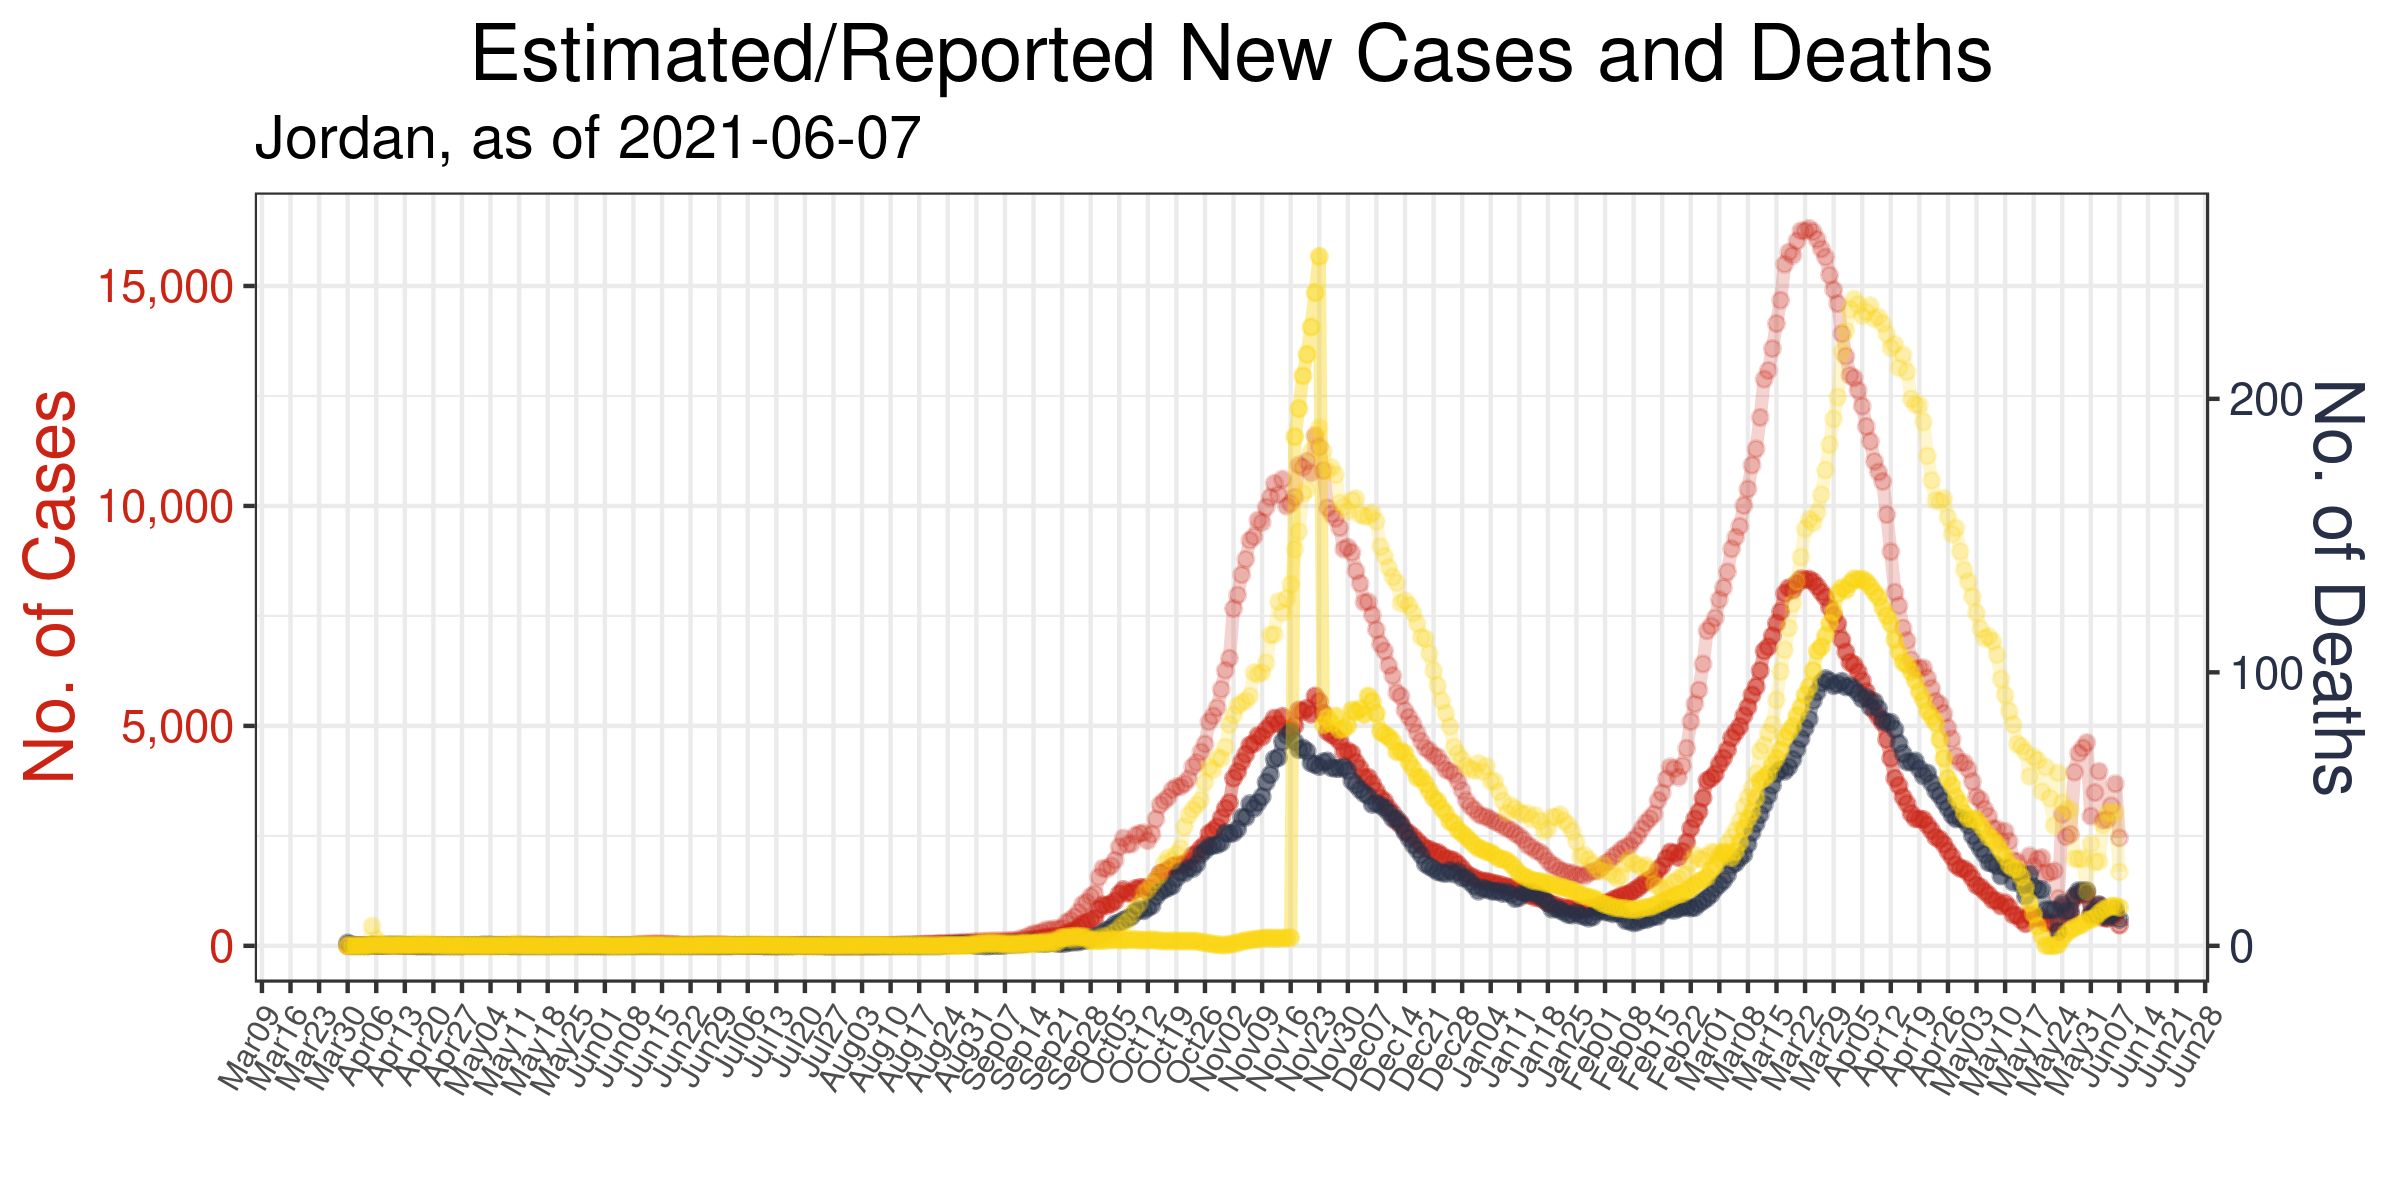 Estimated/Reported New Cases and Deaths
Jordan, as of 2021-06-07
No. of Cases
15,000
10,000
5,000
0
200
100
0
No. of Deaths
Mar09 Mar16 Mar23 Mar30 Apr06 Apr13 Apr20 Apr27 May04 May11 May18 May25 Jun01 Jun08 Jun15 Jun22 Jun29 Jul06 Jul13 Jul20 Jul27 Aug03 Aug10 Aug17 Aug24 Aug31 Sep07 Sep14 Sep21 Sep28 Oct05 Oct12 Oct19 Oct26 Nov02 Nov09 Nov16 Nov23 Nov30 Dec07 Dec14 Dec21 Dec28 Jan04 Jan11 Jan18 Jan25 Feb01 Feb08 Feb15 Feb22 Mar01 Mar08 Mar15 Mar22 Mar29 Apr05 Apr12 Apr19 Apr26 May03 May10 May17 May24 May31 Jun07 Jun14 Jun21 Jun28